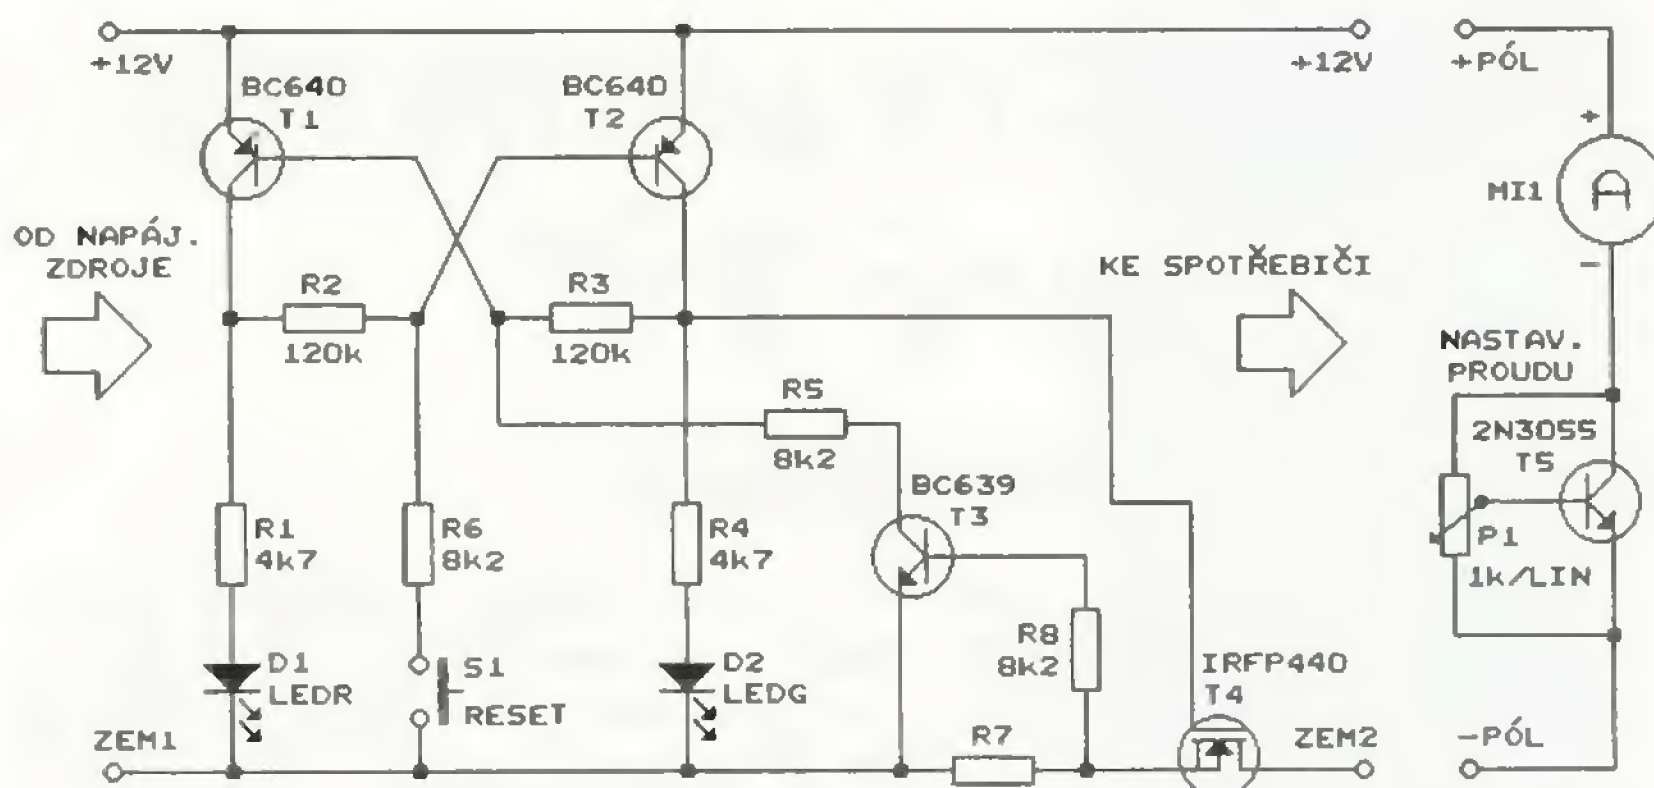 +12V
BC640
T1
BC640
T2
+12V
+PÓL
+
MI1
A
-
OD NAPÁJ.
ZDROJE
R2
120k
R3
120k
KE SPOTŘEBIČI
NASTAV.
PROUDU
R5
8k2
2N3055
T5
BC639
T3
R1
4k7
R6
8k2
R4
4k7
P1
1k/LIN
R8
8k2
D1
LEDR
S1
RESET
D2
LEDG
IRFP440
T4
ZEM1
R7
ZEM2
-PÓL